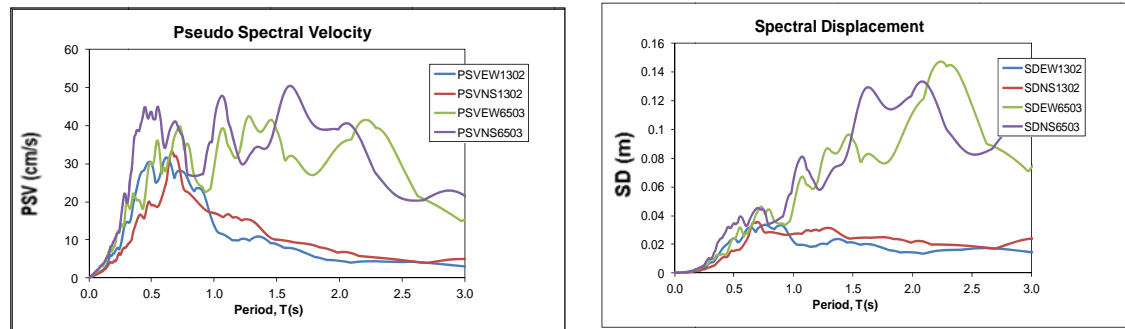 Pseudo Spectral Velocity
60
50
40
30
20
10
0
PSV (cm/s)
PSVEW1302
PSVNS1302
PSVEW6503
PSVNS6503
0.0 0.5 1.0 1.5 2.0 2.5 3.0
Period, T(s)
Spectral Displacement
0.16
0.14
0.12
0.1
0.08
0.06
0.04
0.02
0
SD (m)
SDEW1302
SDNS1302
SDEW6503
SDNS6503
0.0 0.5 1.0 1.5 2.0 2.5 3.0
Period, T(s)